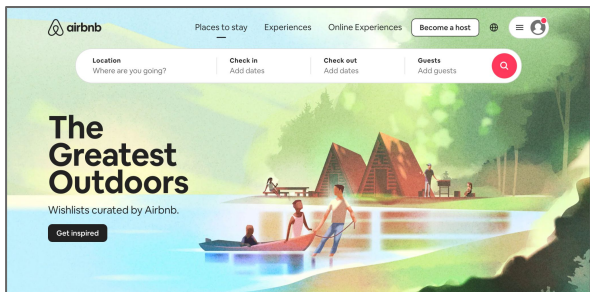 airbnb
Places to stay Experiences Online Experiences Become a host
Location Check in Check out Guests
Where are you going? Add dates Add dates Add guests
The
Greatest
Outdoors
Wishlists curated by Airbnb.
Get inspired